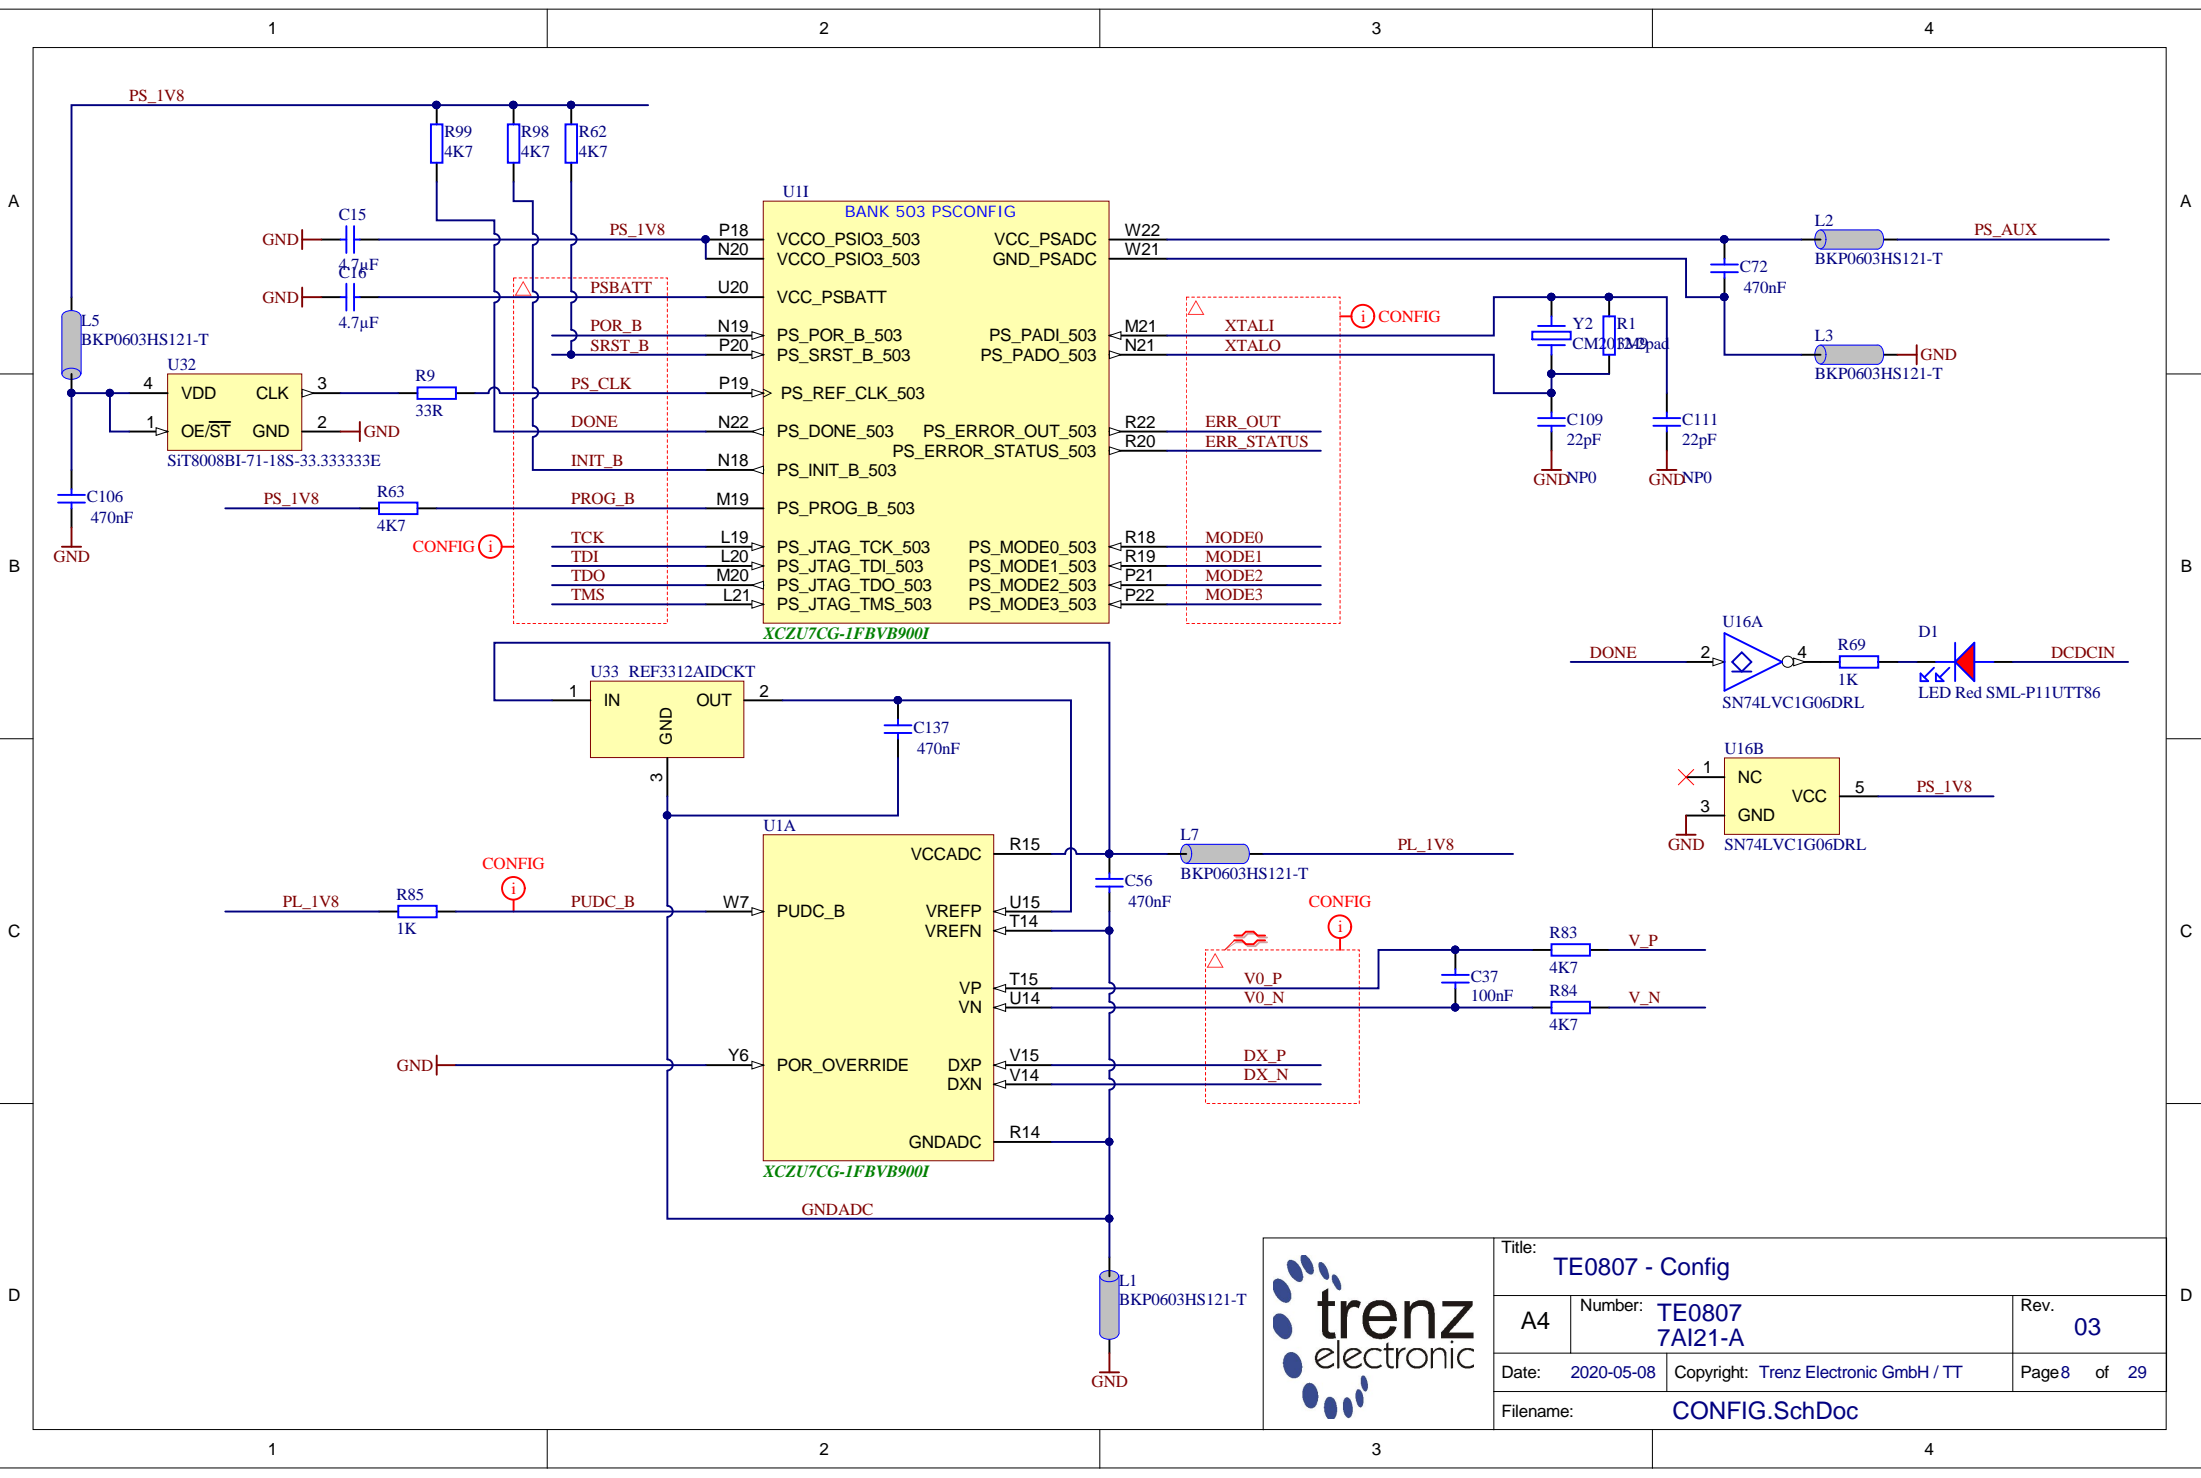 1 2 3 4
A A
B B
C C
D D
PS_1V8
R99
4K7
R98
4K7
R62
4K7
L5
BKP0603HS121-T
C15
GND
4.7µF
PS_1V8
C16
GND
4.7µF
PSBATT
POR_B
SRST_B
U32
4 VDD CLK 3
1 OE/ST GND 2 GND
SiT8008BI-71-18S-33.333333E
R9
33R
PS_CLK
DONE
INIT_B
C106
470nF
GND
PS_1V8
R63
4K7
PROG_B
CONFIG i
TCK
TDI
TDO
TMS
U1I
BANK 503 PSCONFIG
P18 VCCO_PSIO3_503
N20 VCCO_PSIO3_503
U20 VCC_PSBATT
N19 PS_POR_B_503
P20 PS_SRST_B_503
P19 PS_REF_CLK_503
N22 PS_DONE_503
N18 PS_INIT_B_503
M19 PS_PROG_B_503
L19 PS_JTAG_TCK_503
L20 PS_JTAG_TDI_503
M20 PS_JTAG_TDO_503
L21 PS_JTAG_TMS_503
VCC_PSADC W22
GND_PSADC W21
PS_PADI_503 M21
PS_PADO_503 N21
PS_ERROR_OUT_503 R22
PS_ERROR_STATUS_503 R20
PS_MODE0_503 R18
PS_MODE1_503 R19
PS_MODE2_503 P21
PS_MODE3_503 P22
XCZU7CG-1FBVB900I
XTALI
XTALO
i CONFIG
ERR_OUT
ERR_STATUS
MODE0
MODE1
MODE2
MODE3
Y2
R1
C109
22pF
GND NP0
C111
22pF
GND NP0
L2
BKP0603HS121-T
PS_AUX
C72
470nF
L3
BKP0603HS121-T
GND
DONE
U16A
2 4
SN74LVC1G06DRL
R69
1K
D1
LED Red SML-P11UTT86
DCDCIN
U16B
1 NC
VCC 5 PS_1V8
3 GND
GND
SN74LVC1G06DRL
U33 REF3312AIDCKT
1 IN OUT 2
GND
3
C137
470nF
U1A
PL_1V8
R85
1K
CONFIG
i
PUDC_B
W7 PUDC_B
GND
Y6 POR_OVERRIDE
VCCADC R15
VREFP U15
VREFN T14
VP T15
VN U14
DXP V15
DXN V14
GNDADC R14
XCZU7CG-1FBVB900I
GNDADC
L7
BKP0603HS121-T
PL_1V8
C56
470nF
CONFIG
i
V0_P
V0_N
DX_P
DX_N
C37
100nF
R83
4K7
V_P
R84
4K7
V_N
L1
BKP0603HS121-T
GND
trenz
electronic
Title:
TE0807 - Config
A4
Number: TE0807
7AI21-A
Rev.
03
Date: 2020-05-08 Copyright: Trenz Electronic GmbH / TT Page 8 of 29
Filename: CONFIG.SchDoc
1 2 3 4